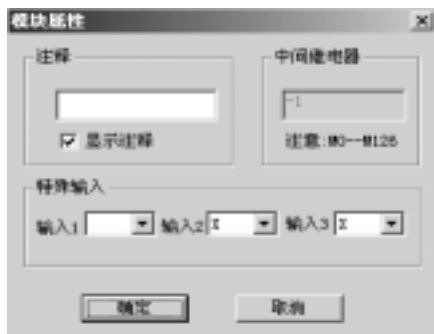 模块属性
注释
中间继电器
-1
显示注释
注意:M0--M126
特殊输入
输入1
输入2 X
输入3 X
确定
取消